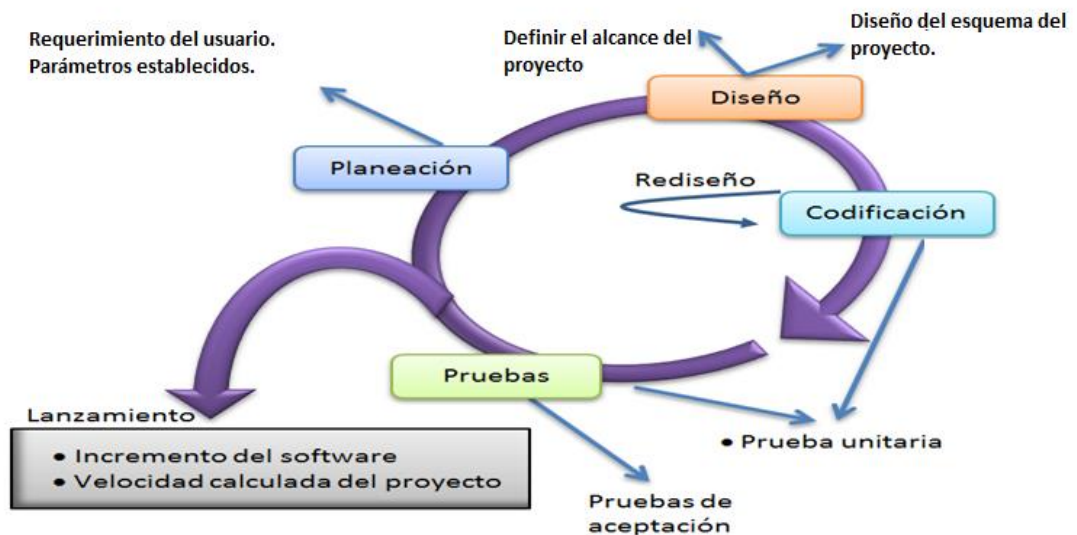 Requerimiento del usuario.
Parámetros establecidos.
Definir el alcance del
proyecto
Diseño del esquema del
proyecto.
Diseño
Planeación
Rediseño
Codificación
Pruebas
Lanzamiento
• Incremento del software
• Velocidad calculada del proyecto
• Prueba unitaria
Pruebas de
aceptación